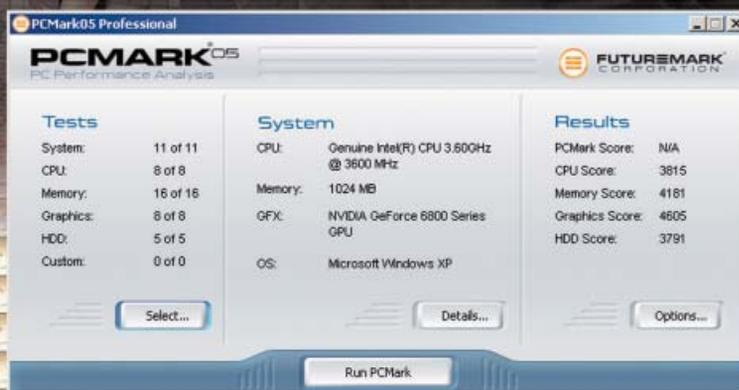 PCMark05 Professional
PCMARK®05
PC Performance Analysis
FUTUREMARK®
CORPORATION
Tests
System: 11 of 11
CPU: 8 of 8
Memory: 16 of 16
Graphics: 8 of 8
HDD: 5 of 5
Custom: 0 of 0
Select...
System
CPU: Genuine Intel(R) CPU 3.60GHz
@ 3600 MHz
Memory: 1024 MB
GFX: NVIDIA GeForce 6800 Series
GPU
OS: Microsoft Windows XP
Details...
Results
PCMark Score: N/A
CPU Score: 3815
Memory Score: 4181
Graphics Score: 4605
HDD Score: 3791
Options...
Run PCMark